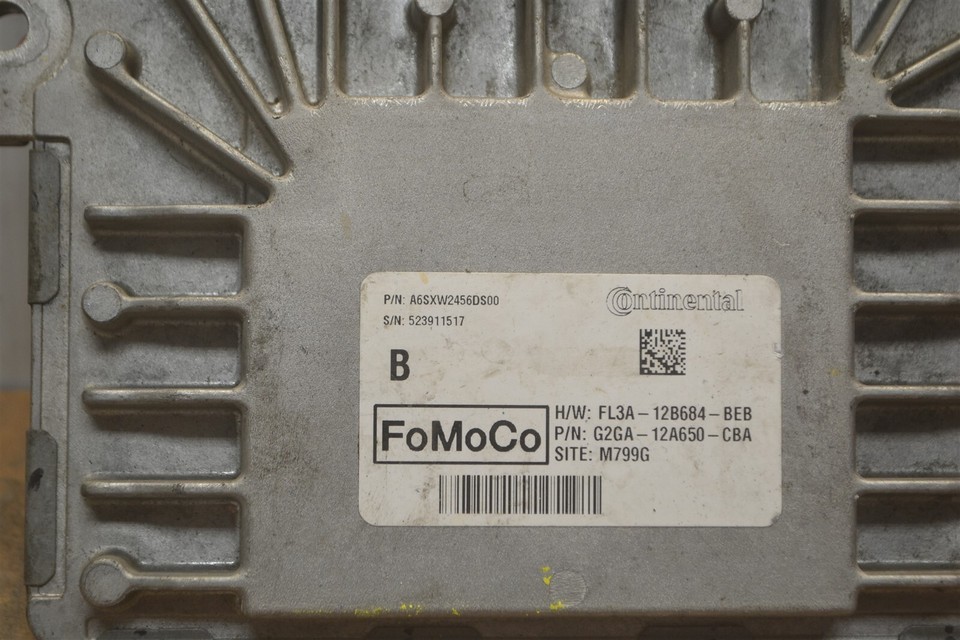 P/N: A6SXW2456DS00
Continental
S/N: 523911517
B
FoMoCo
H/W: FL3A-12B684-BEB
P/N: G2GA-12A650-CBA
SITE: M799G